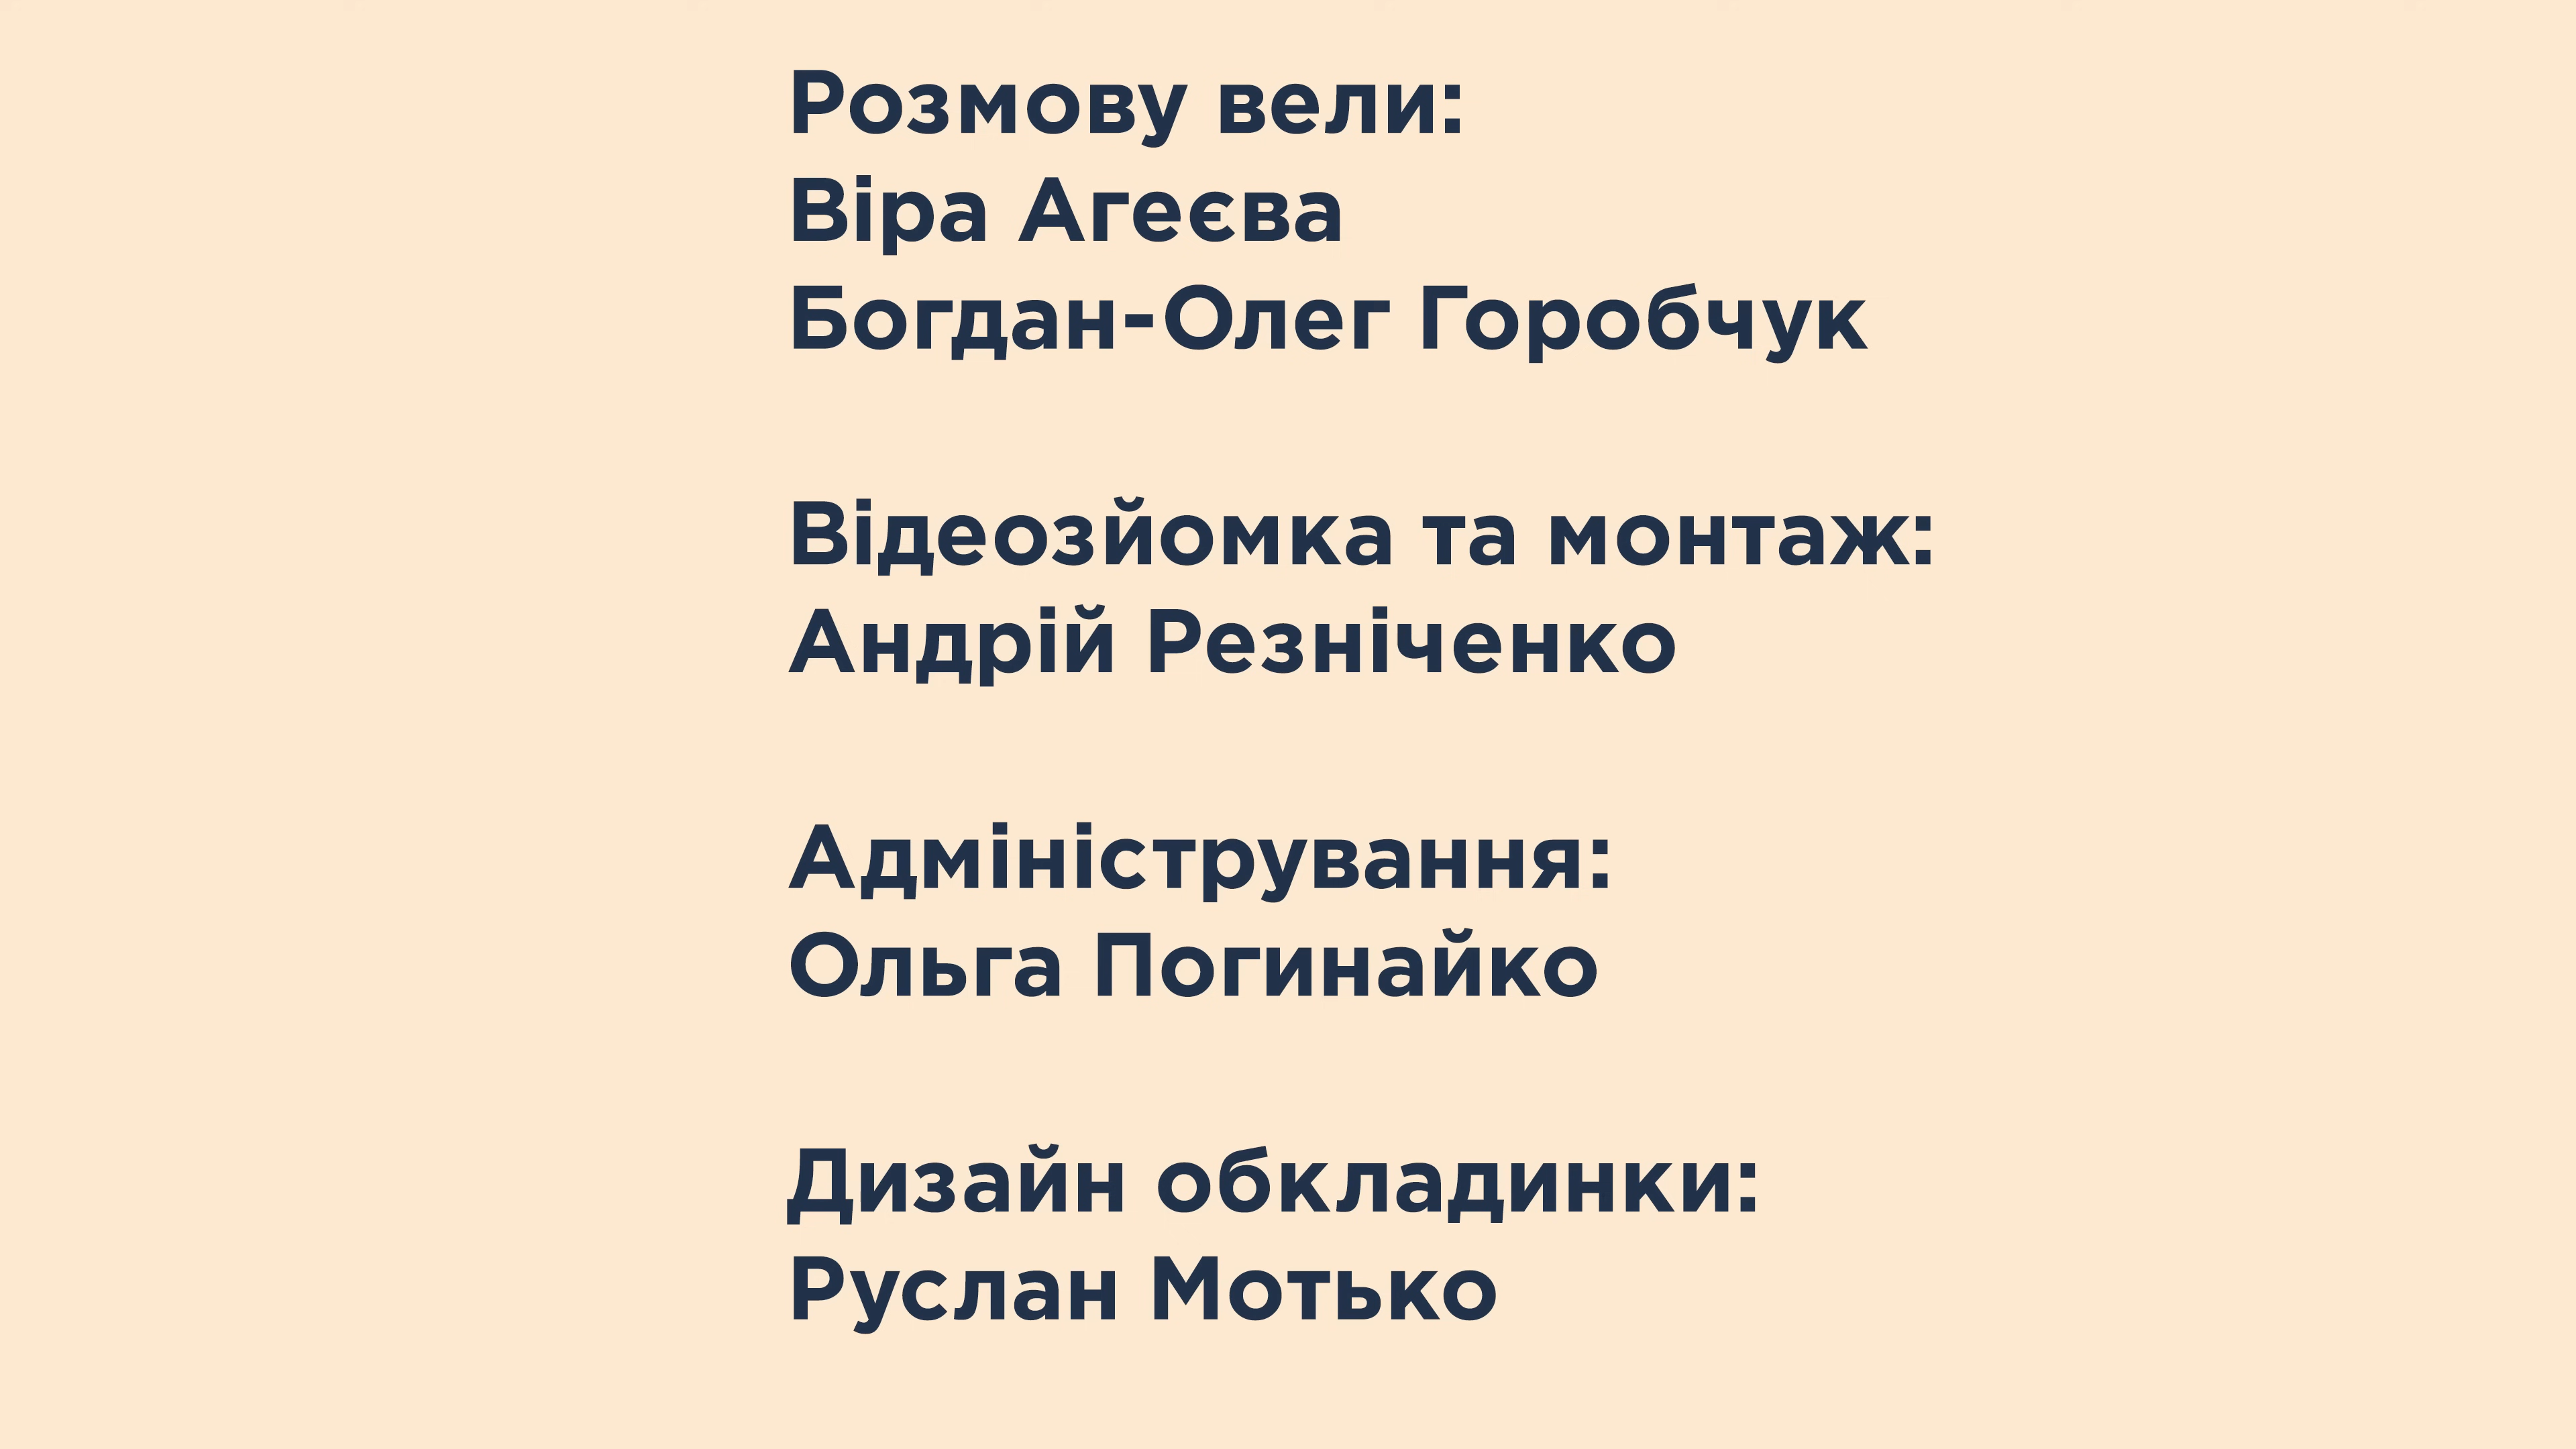 Розмову вели:
Віра Агеєва
Богдан-Олег Горобчук
Відеозйомка та монтаж:
Андрій Резніченко
Адміністрування:
Ольга Погинайко
Дизайн обкладинки:
Руслан Мотько